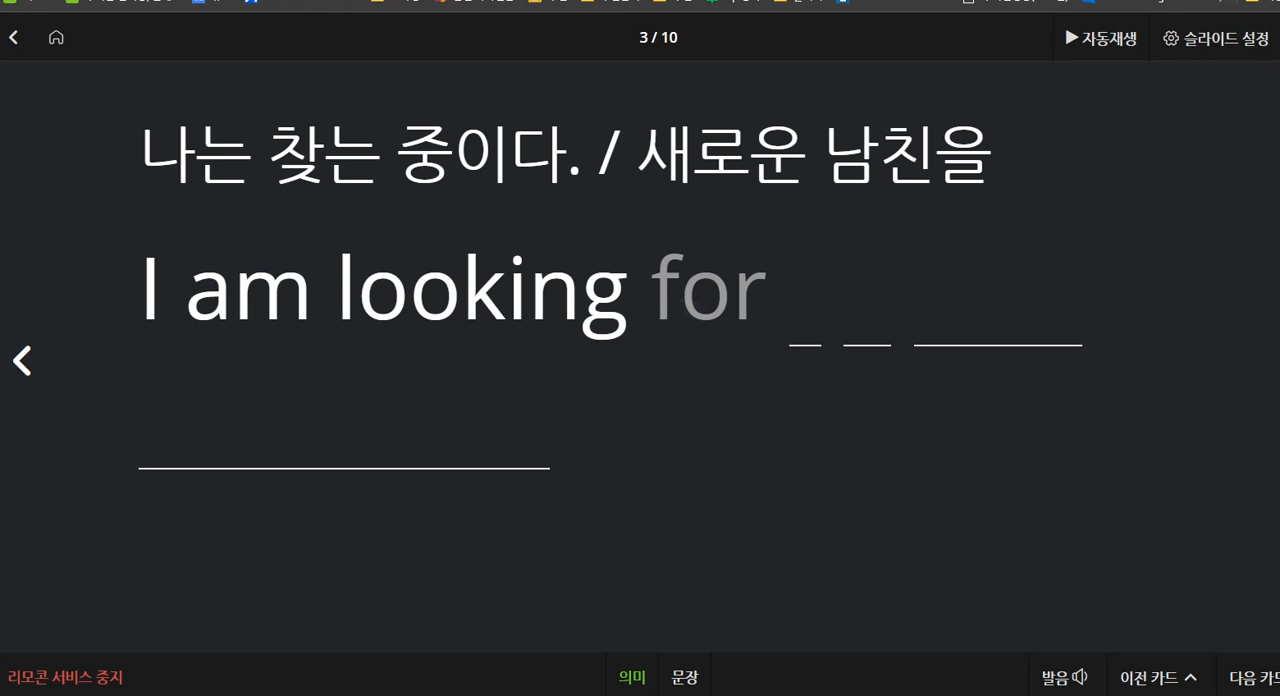 3 / 10
▶ 자동재생
슬라이드 설정
나는 찾는 중이다. / 새로운 남친을
I am looking for
리모콘 서비스 중지
의미
문장
발음
이전 카드
다음